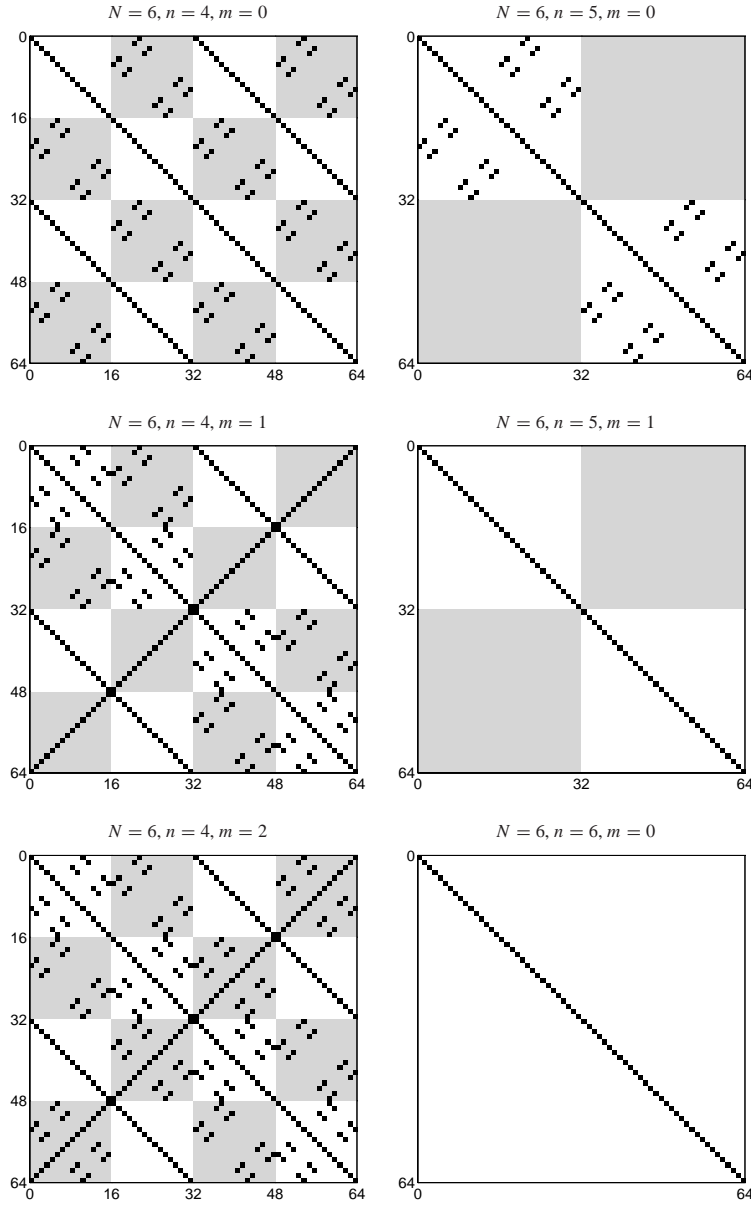 N = 6, n = 4, m = 0
N = 6, n = 5, m = 0
0
16
32
48
64
0 16 32 48 64
0
32
64
0 32 64
N = 6, n = 4, m = 1
N = 6, n = 5, m = 1
0
16
32
48
64
0 16 32 48 64
0
32
64
0 32 64
N = 6, n = 4, m = 2
N = 6, n = 6, m = 0
0
16
32
48
64
0 16 32 48 64
0
64
0 64